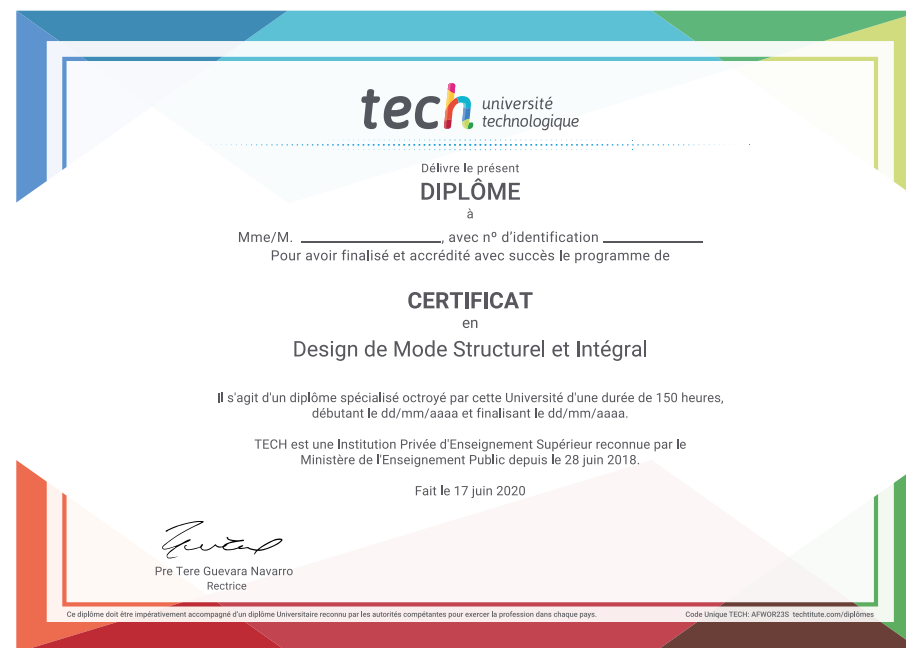 tech université
technologique
Délivre le présent
DIPLÔME
à
Mme/M. ____________________, avec nº d'identification ______________
Pour avoir finalisé et accrédité avec succès le programme de
CERTIFICAT
en
Design de Mode Structurel et Intégral
Il s'agit d'un diplôme spécialisé octroyé par cette Université d'une durée de 150 heures,
débutant le dd/mm/aaaa et finalisant le dd/mm/aaaa.
TECH est une Institution Privée d'Enseignement Supérieur reconnue par le
Ministère de l'Enseignement Public depuis le 28 juin 2018.
Fait le 17 juin 2020
Pre Tere Guevara Navarro
Rectrice
Ce diplôme doit être impérativement accompagné d'un diplôme Universitaire reconnu par les autorités compétentes pour exercer la profession dans chaque pays.
Code Unique TECH: AFWOR23S techtitute.com/diplômes